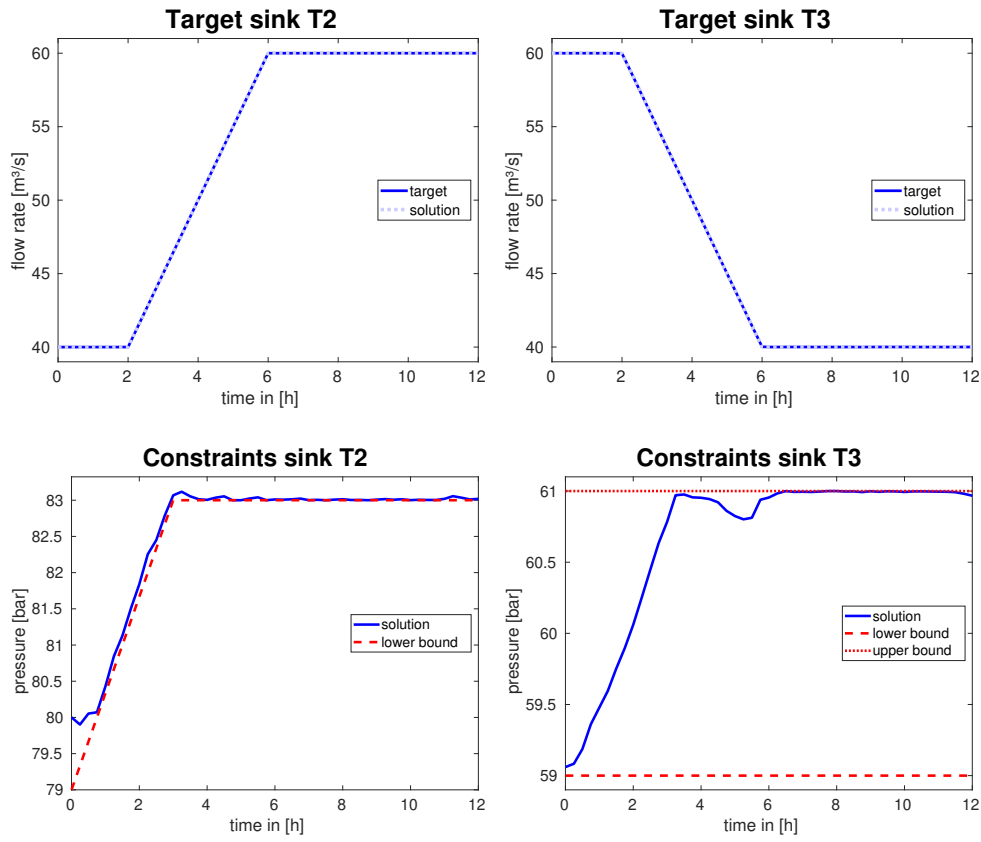 Target sink T2
60
55
50
45
40
flow rate [m³/s]
target
solution
0 2 4 6 8 10 12
time in [h]
Target sink T3
60
55
50
45
40
flow rate [m³/s]
target
solution
0 2 4 6 8 10 12
time in [h]
Constraints sink T2
83
82.5
82
81.5
81
80.5
80
79.5
79
pressure [bar]
solution
lower bound
0 2 4 6 8 10 12
time in [h]
Constraints sink T3
61
60.5
60
59.5
59
pressure [bar]
solution
lower bound
upper bound
0 2 4 6 8 10 12
time in [h]